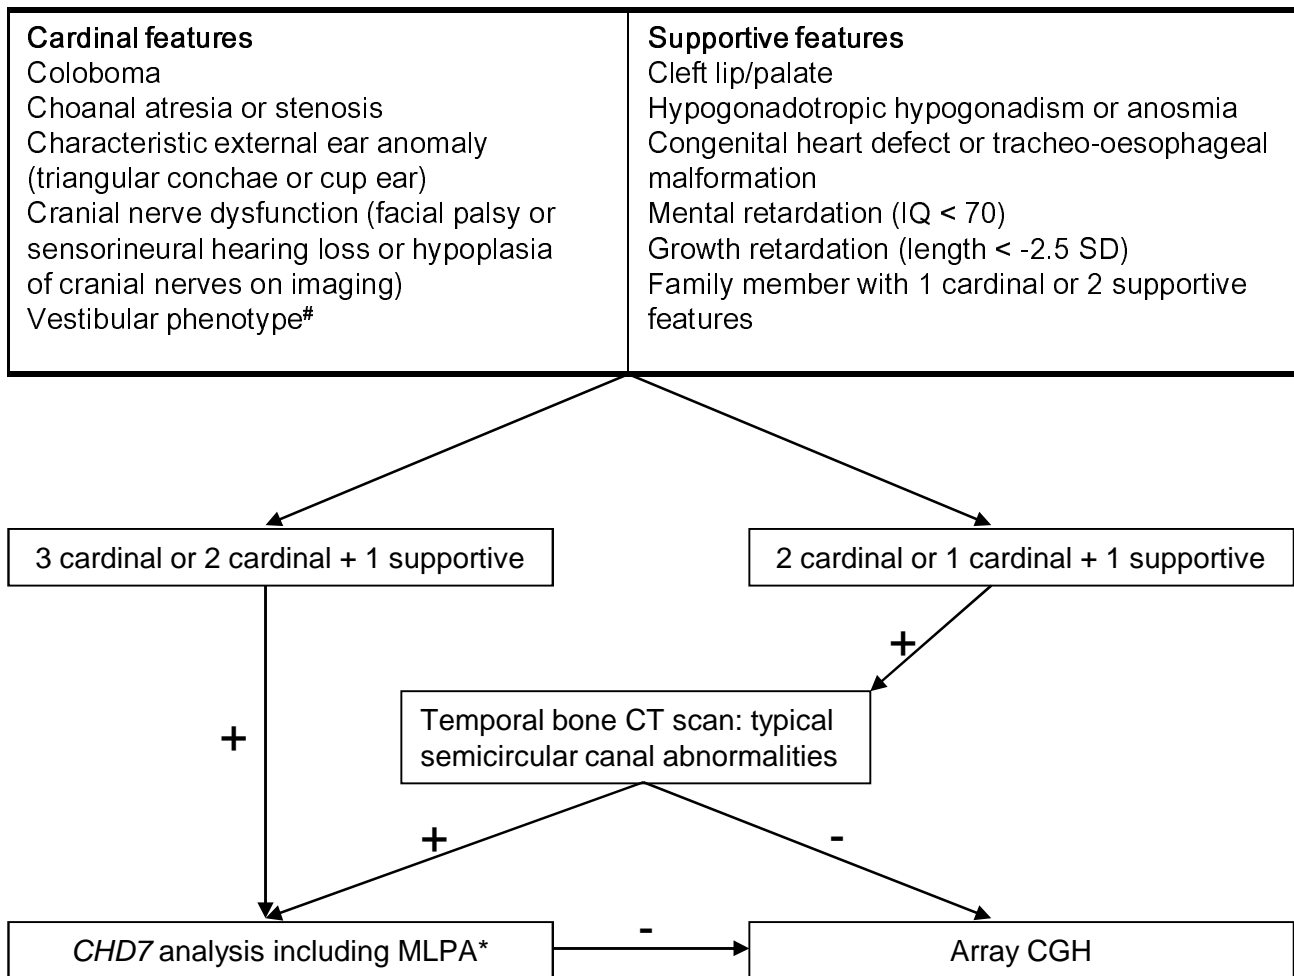 Cardinal features
Coloboma
Choanal atresia or stenosis
Characteristic external ear anomaly
(triangular conchae or cup ear)
Cranial nerve dysfunction (facial palsy or
sensorineural hearing loss or hypoplasia
of cranial nerves on imaging)
Vestibular phenotype#
Supportive features
Cleft lip/palate
Hypogonadotropic hypogonadism or anosmia
Congenital heart defect or tracheo-oesophageal
malformation
Mental retardation (IQ < 70)
Growth retardation (length < -2.5 SD)
Family member with 1 cardinal or 2 supportive
features
3 cardinal or 2 cardinal + 1 supportive
2 cardinal or 1 cardinal + 1 supportive
+
+
Temporal bone CT scan: typical
semicircular canal abnormalities
+
-
CHD7 analysis including MLPA*
-
Array CGH